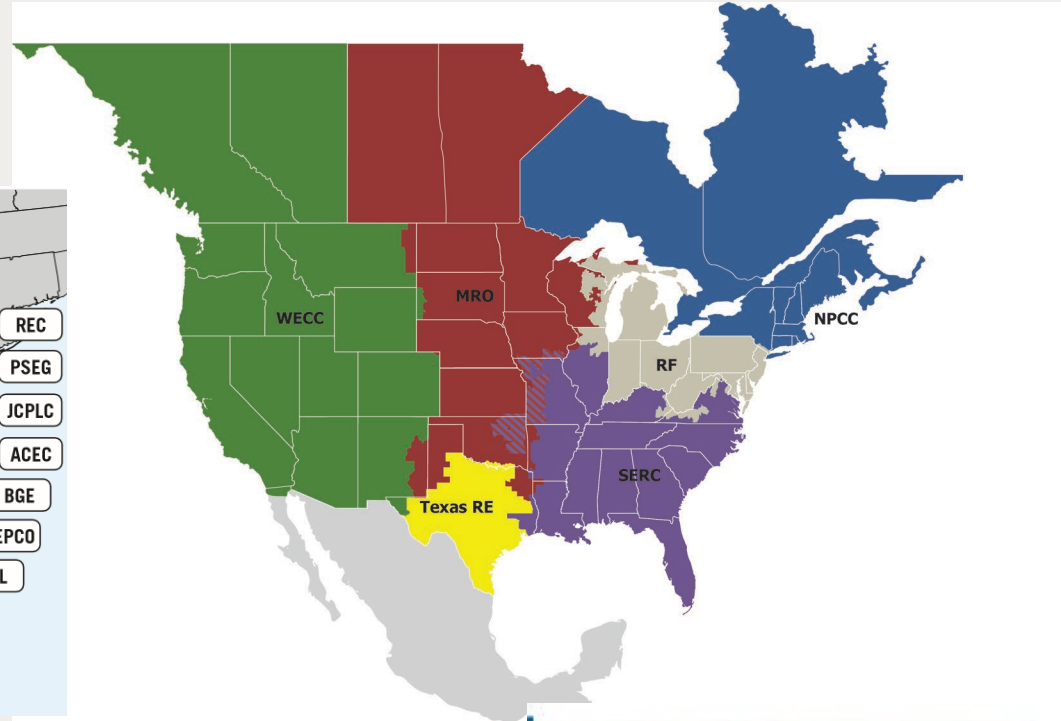 REC
PSEG
JCPLC
ACEC
BGE
EPCO
L
WECC
MRO
NPCC
RF
SERC
Texas RE